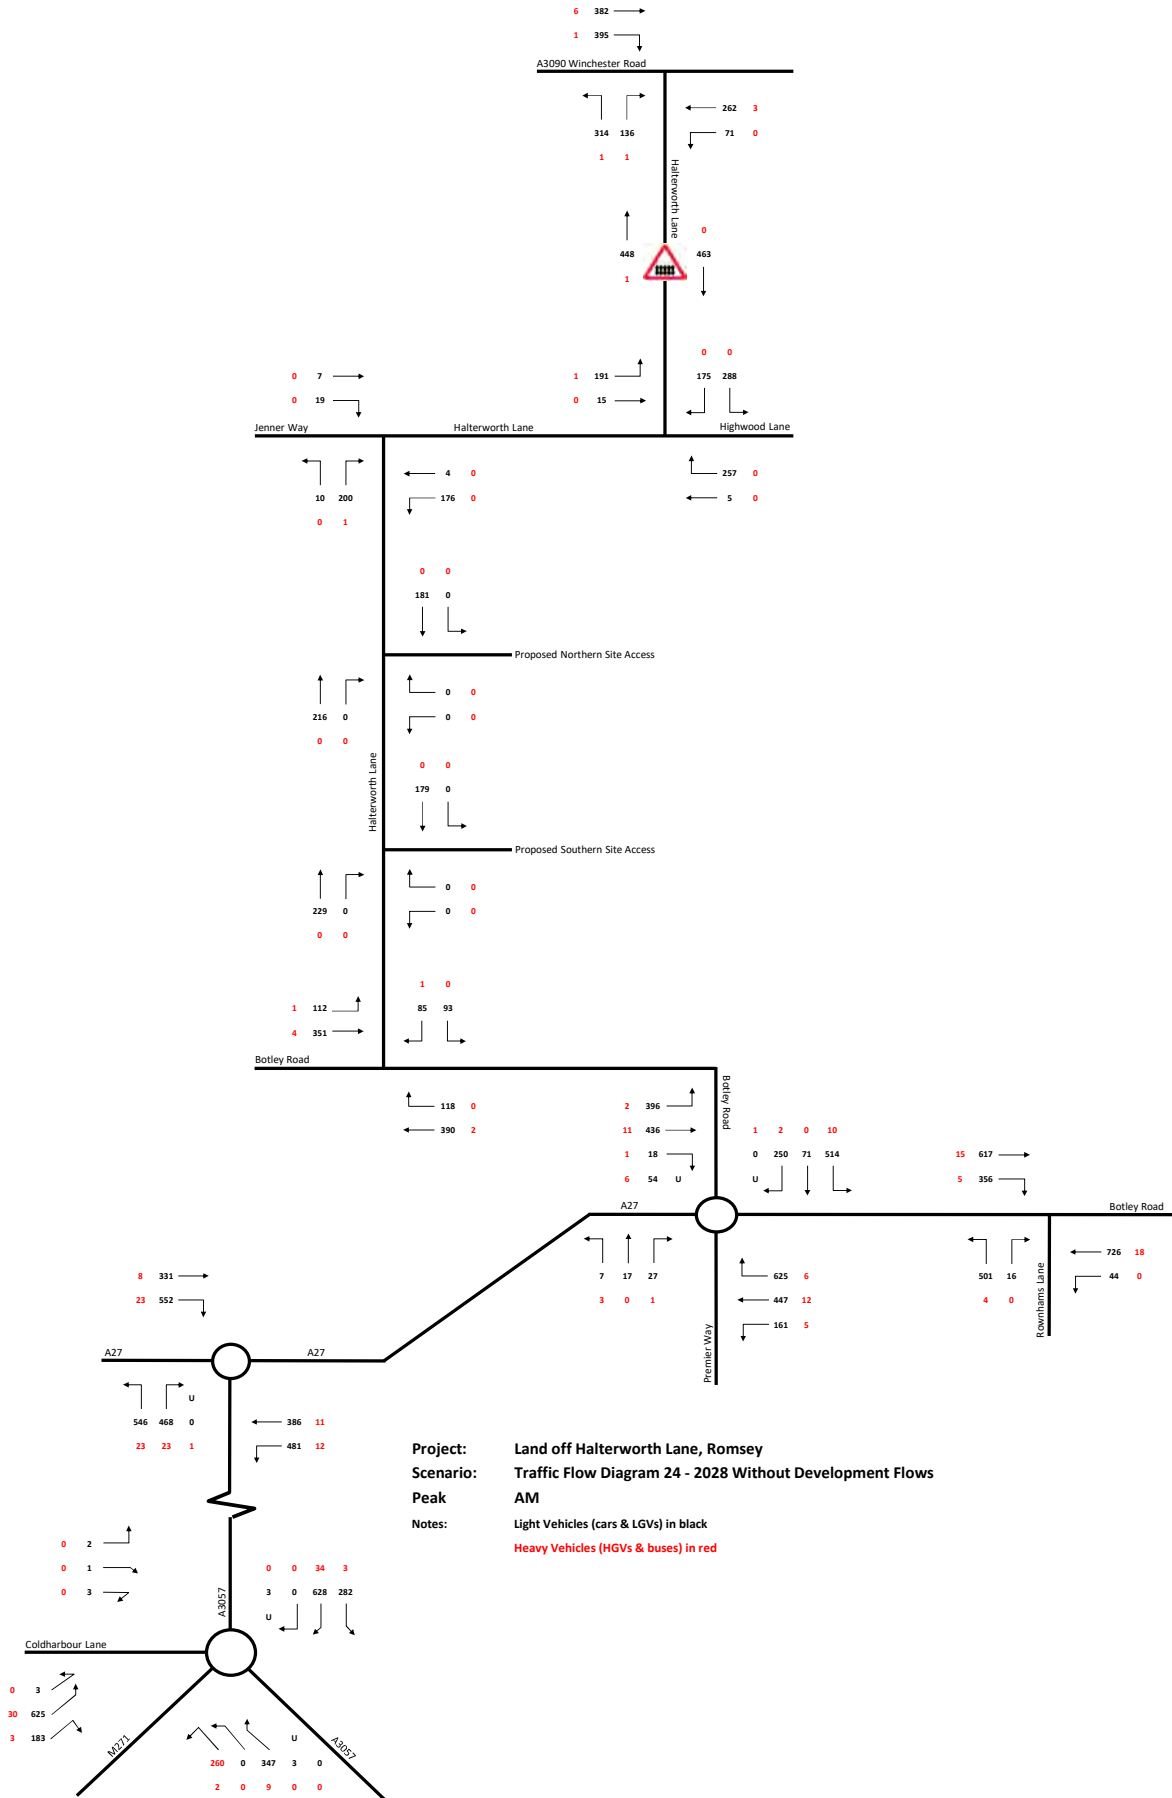 6 382
1 395
A3090 Winchester Road
262 3
314 136
71 0
1 1
Halterworth Lane
0
448 463
1
0 0
0 7
1 191
175 288
0 19
0 15
Jenner Way
Halterworth Lane
Highwood Lane
4 0
257 0
10 200
176 0
5 0
0 1
0 0
181 0
Proposed Northern Site Access
0 0
216 0
0 0
0 0
Halterworth Lane
0 0
179 0
Proposed Southern Site Access
0 0
229 0
0 0
0 0
1 0
1 112
85 93
4 351
Botley Road
Botley Road
118 0
2 396
390 2
11 436
1 2 0 10
1 18
0 250 71 514
15 617
6 54 U
U
5 356
A27
Botley Road
726 18
7 17 27
625 6
501 16
44 0
3 0 1
447 12
4 0
161 5
Premier Way
Rownhams Lane
8 331
23 552
A27
A27
U
546 468 0
386 11
23 23 1
481 12
Project: Land off Halterworth Lane, Romsey
Scenario: Traffic Flow Diagram 24 - 2028 Without Development Flows
Peak AM
Notes: Light Vehicles (cars & LGVs) in black
Heavy Vehicles (HGVs & buses) in red
0 2
0 1
0 3
A3057
0 0 34 3
3 0 628 282
U
Coldharbour Lane
0 3
30 625
3 183
M271
A3057
U
260 0 347 3 0
2 0 9 0 0